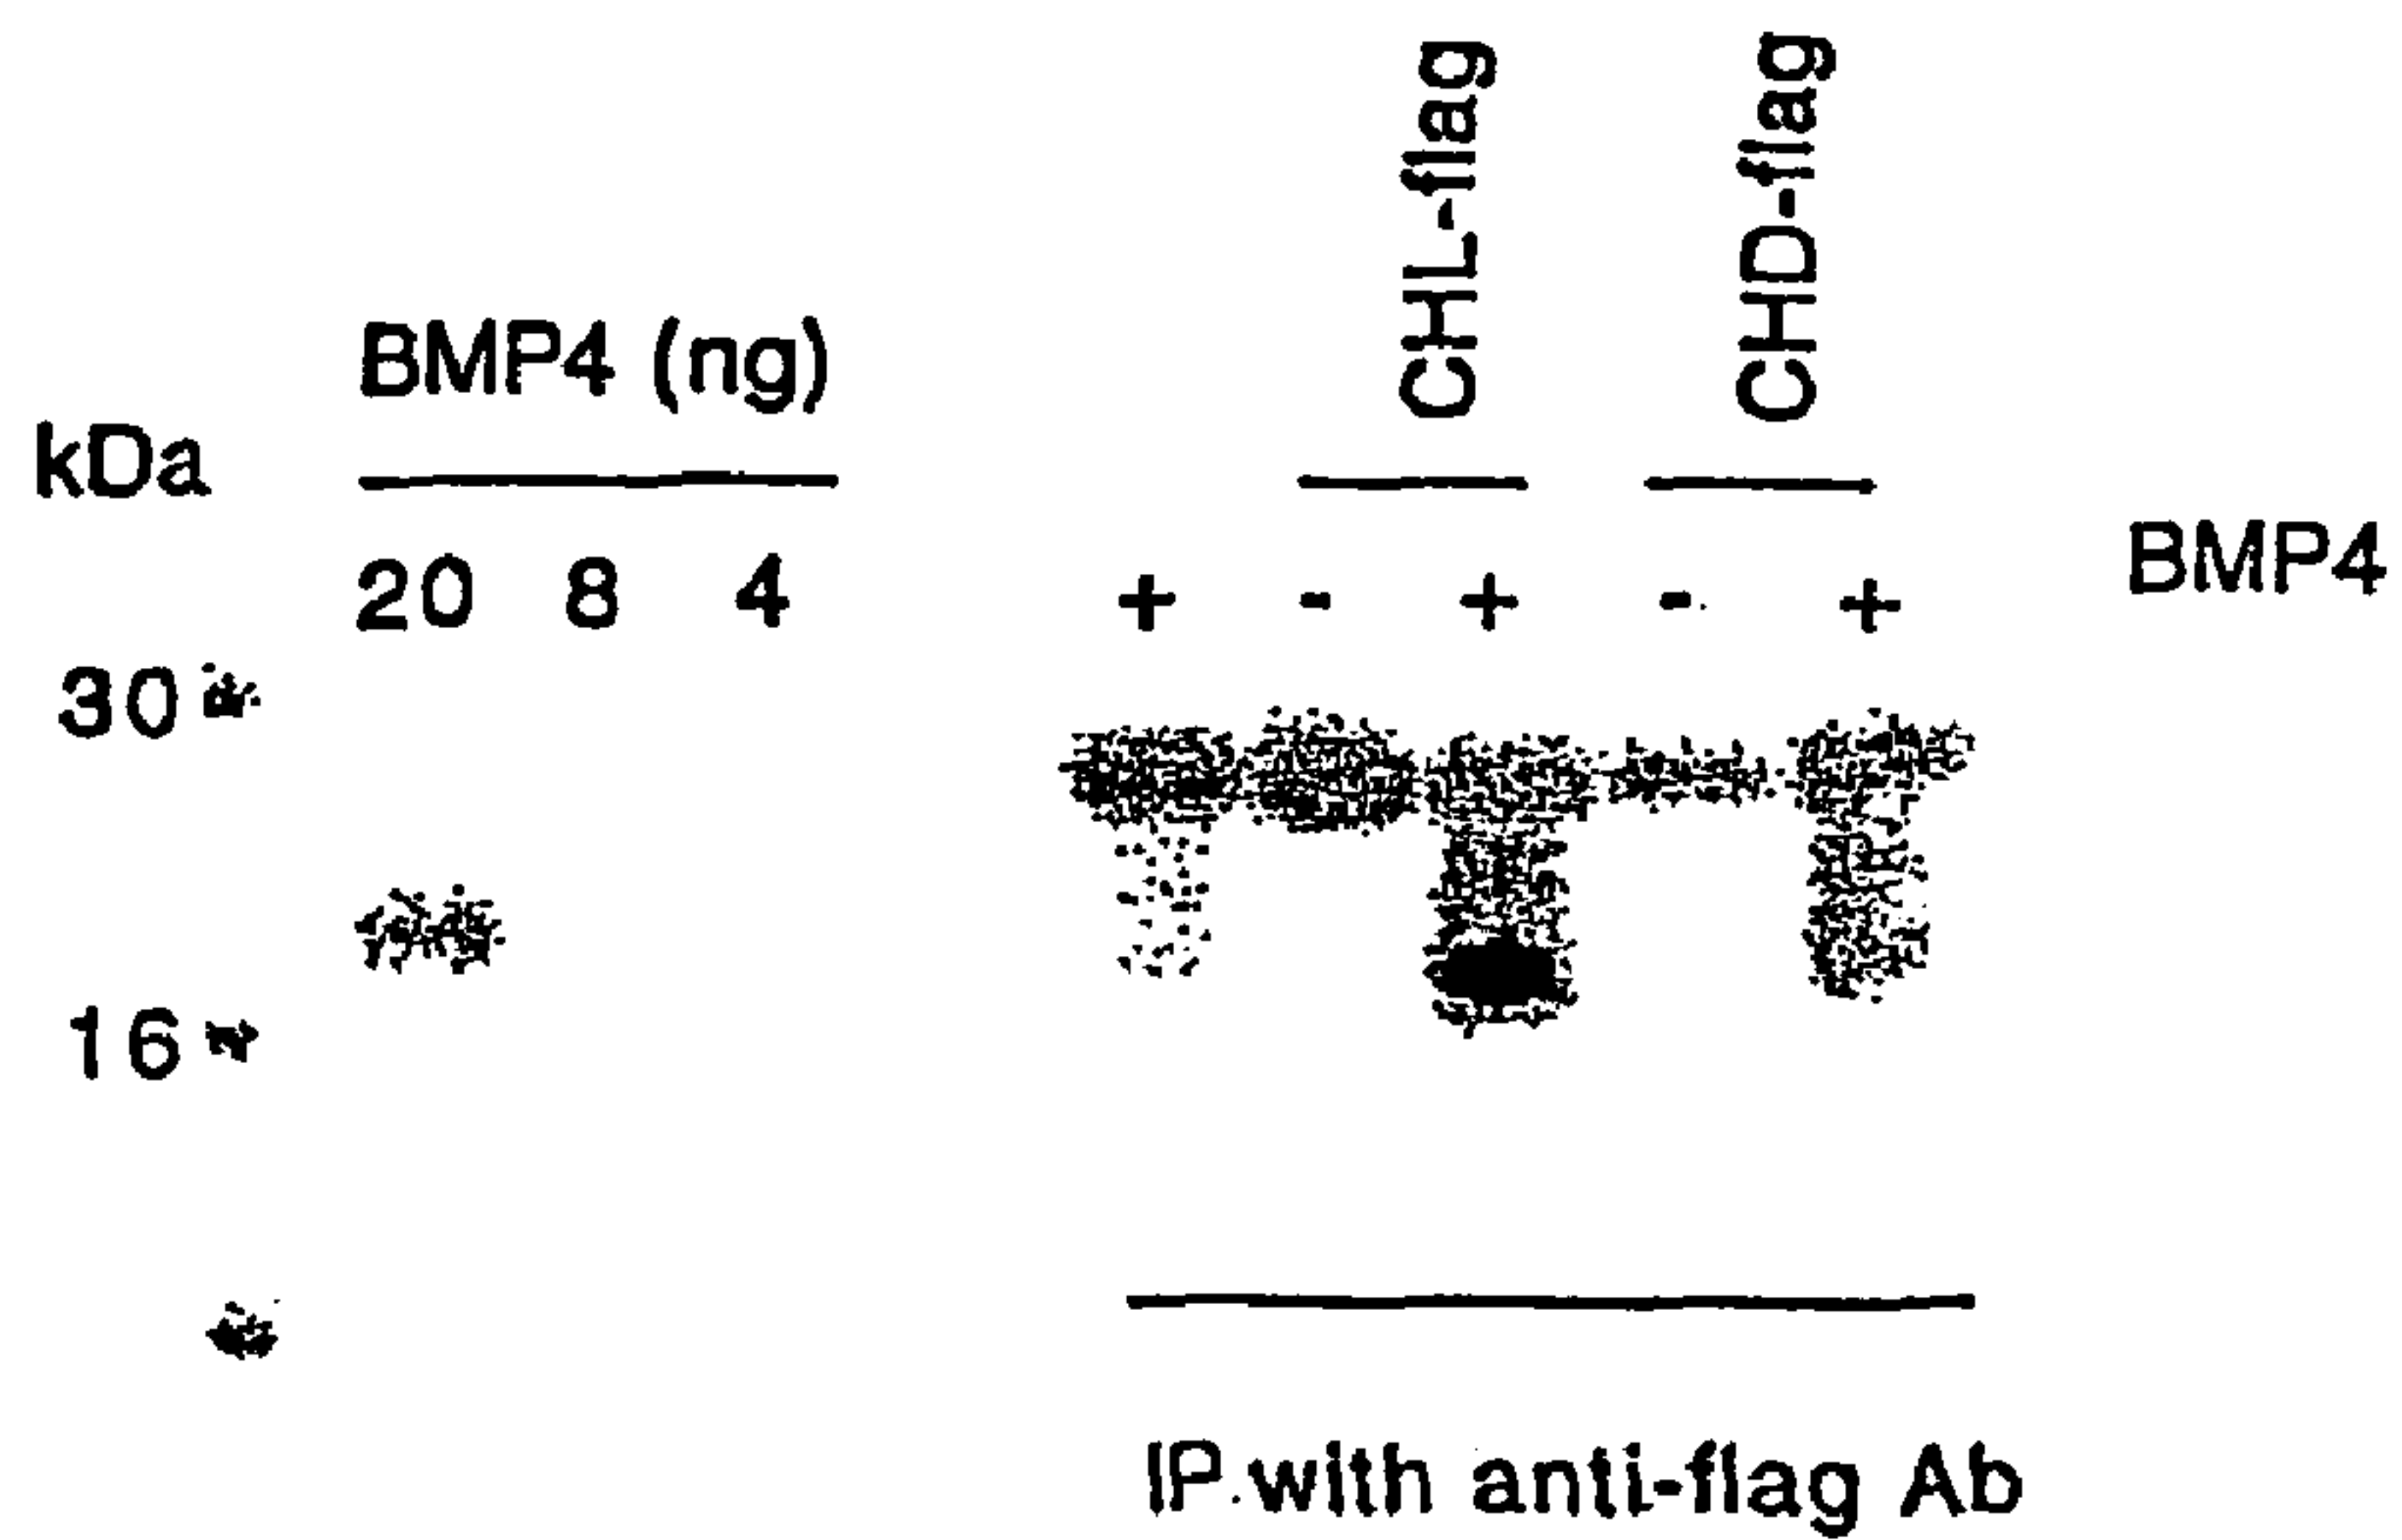 CHL-flag
CHD-flag
BMP4 (ng)
kDa
20 8 4 + - + - + BMP4
30
16
IP.with anti-flag Ab